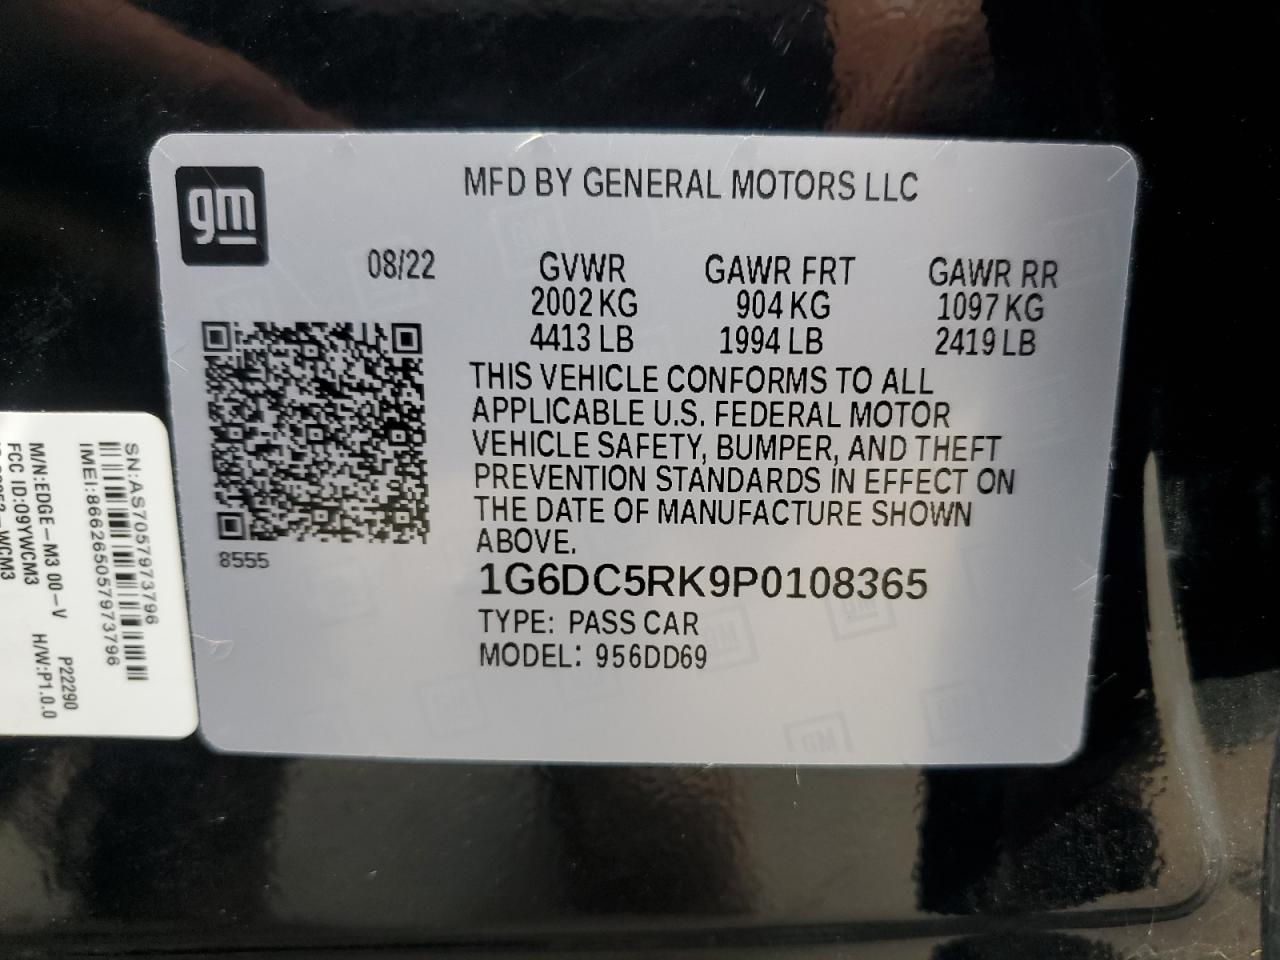 gm
MFD BY GENERAL MOTORS LLC
08/22
GVWR GAWR FRT GAWR RR
2002 KG 904 KG 1097 KG
4413 LB 1994 LB 2419 LB
THIS VEHICLE CONFORMS TO ALL
APPLICABLE U.S. FEDERAL MOTOR
VEHICLE SAFETY, BUMPER, AND THEFT
PREVENTION STANDARDS IN EFFECT ON
THE DATE OF MANUFACTURE SHOWN
ABOVE.
8555
1G6DC5RK9P0108365
TYPE: PASS CAR
MODEL: 956DD69
SN:AS7057973796
IMEI:866265057973796
P22290
M/N:EDGE-M3 00-V H/W:P1.0.0
FCC ID:09YWCM3